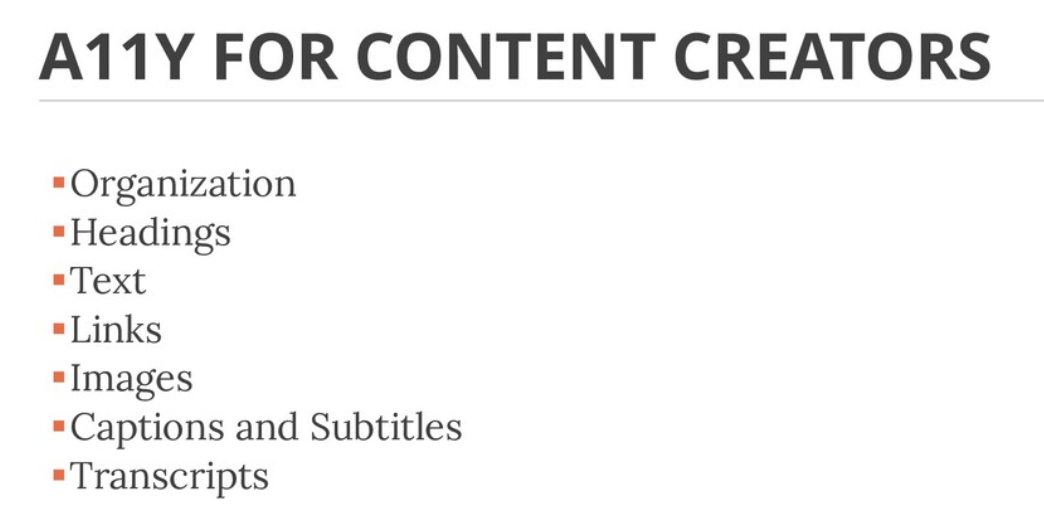 A11Y FOR CONTENT CREATORS
▪Organization
▪Headings
▪Text
▪Links
▪Images
▪Captions and Subtitles
▪Transcripts